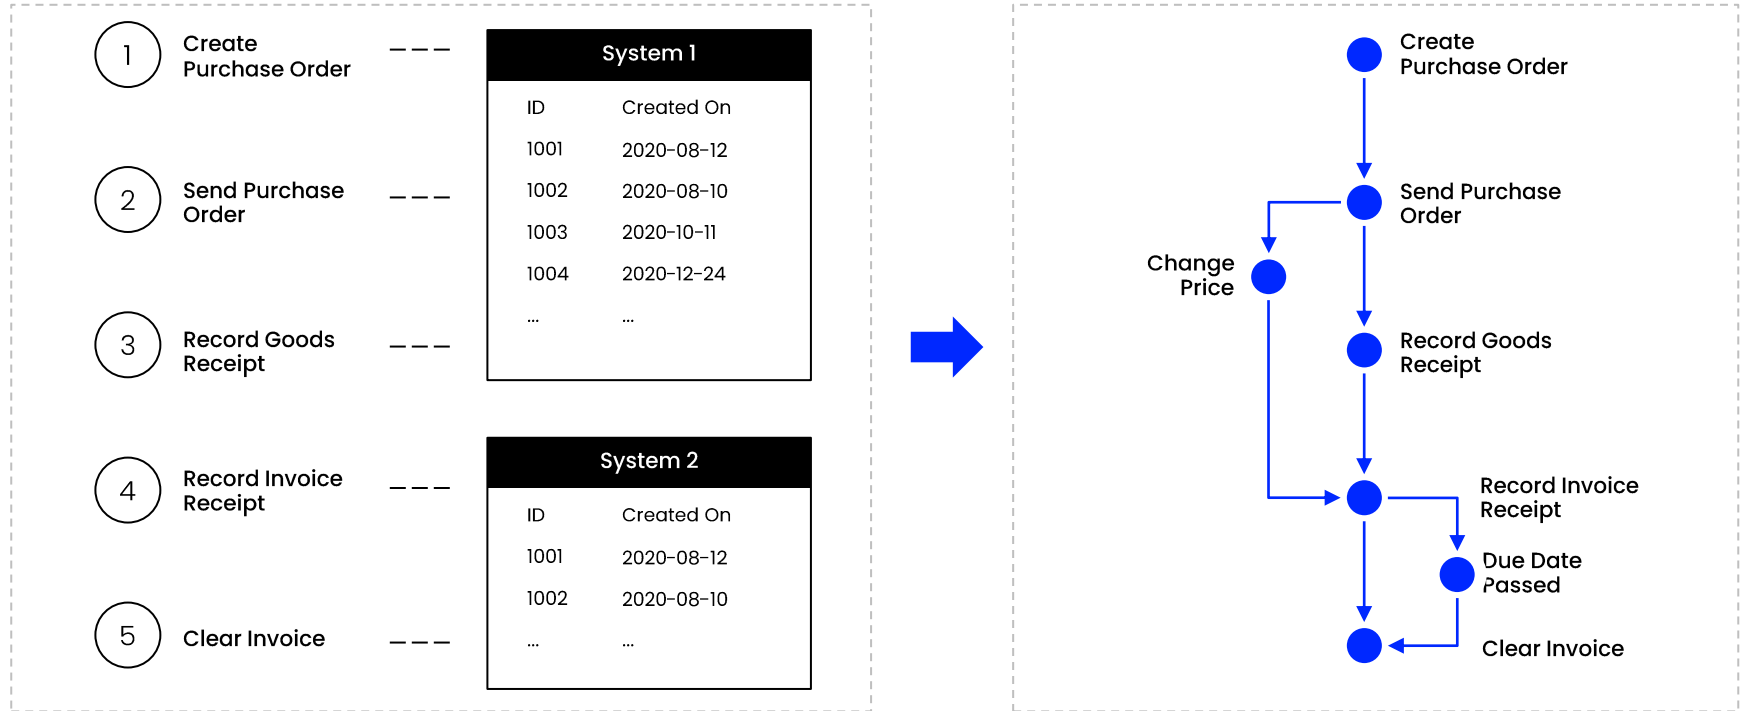 1
Create
Purchase Order
2
Send Purchase
Order
3
Record Goods
Receipt
4
Record Invoice
Receipt
5
Clear Invoice
System 1
ID Created On
1001 2020-08-12
1002 2020-08-10
1003 2020-10-11
1004 2020-12-24
... ...
System 2
ID Created On
1001 2020-08-12
1002 2020-08-10
... ...
Create
Purchase Order
Send Purchase
Order
Change
Price
Record Goods
Receipt
Record Invoice
Receipt
Due Date
Passed
Clear Invoice